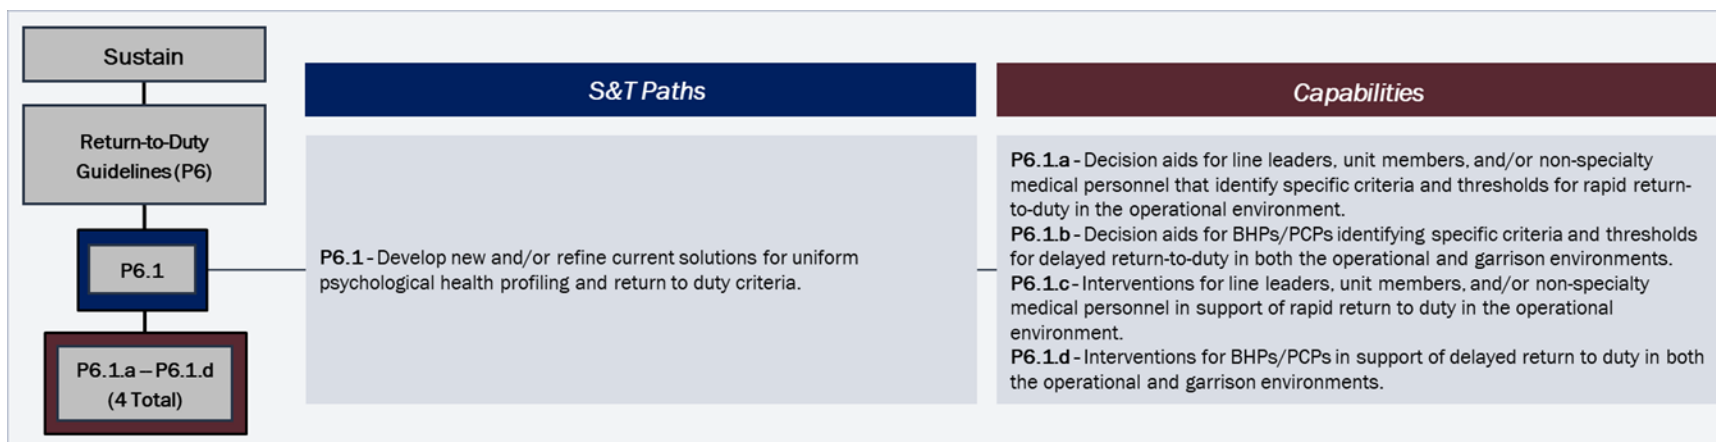 Sustain
Return-to-Duty
Guidelines (P6)
P6.1
P6.1.a – P6.1.d
(4 Total)
S&T Paths
P6.1 - Develop new and/or refine current solutions for uniform
psychological health profiling and return to duty criteria.
Capabilities
P6.1.a - Decision aids for line leaders, unit members, and/or non-specialty
medical personnel that identify specific criteria and thresholds for rapid return-
to-duty in the operational environment.
P6.1.b - Decision aids for BHPs/PCPs identifying specific criteria and thresholds
for delayed return-to-duty in both the operational and garrison environments.
P6.1.c - Interventions for line leaders, unit members, and/or non-specialty
medical personnel in support of rapid return to duty in the operational
environment.
P6.1.d - Interventions for BHPs/PCPs in support of delayed return to duty in both
the operational and garrison environments.